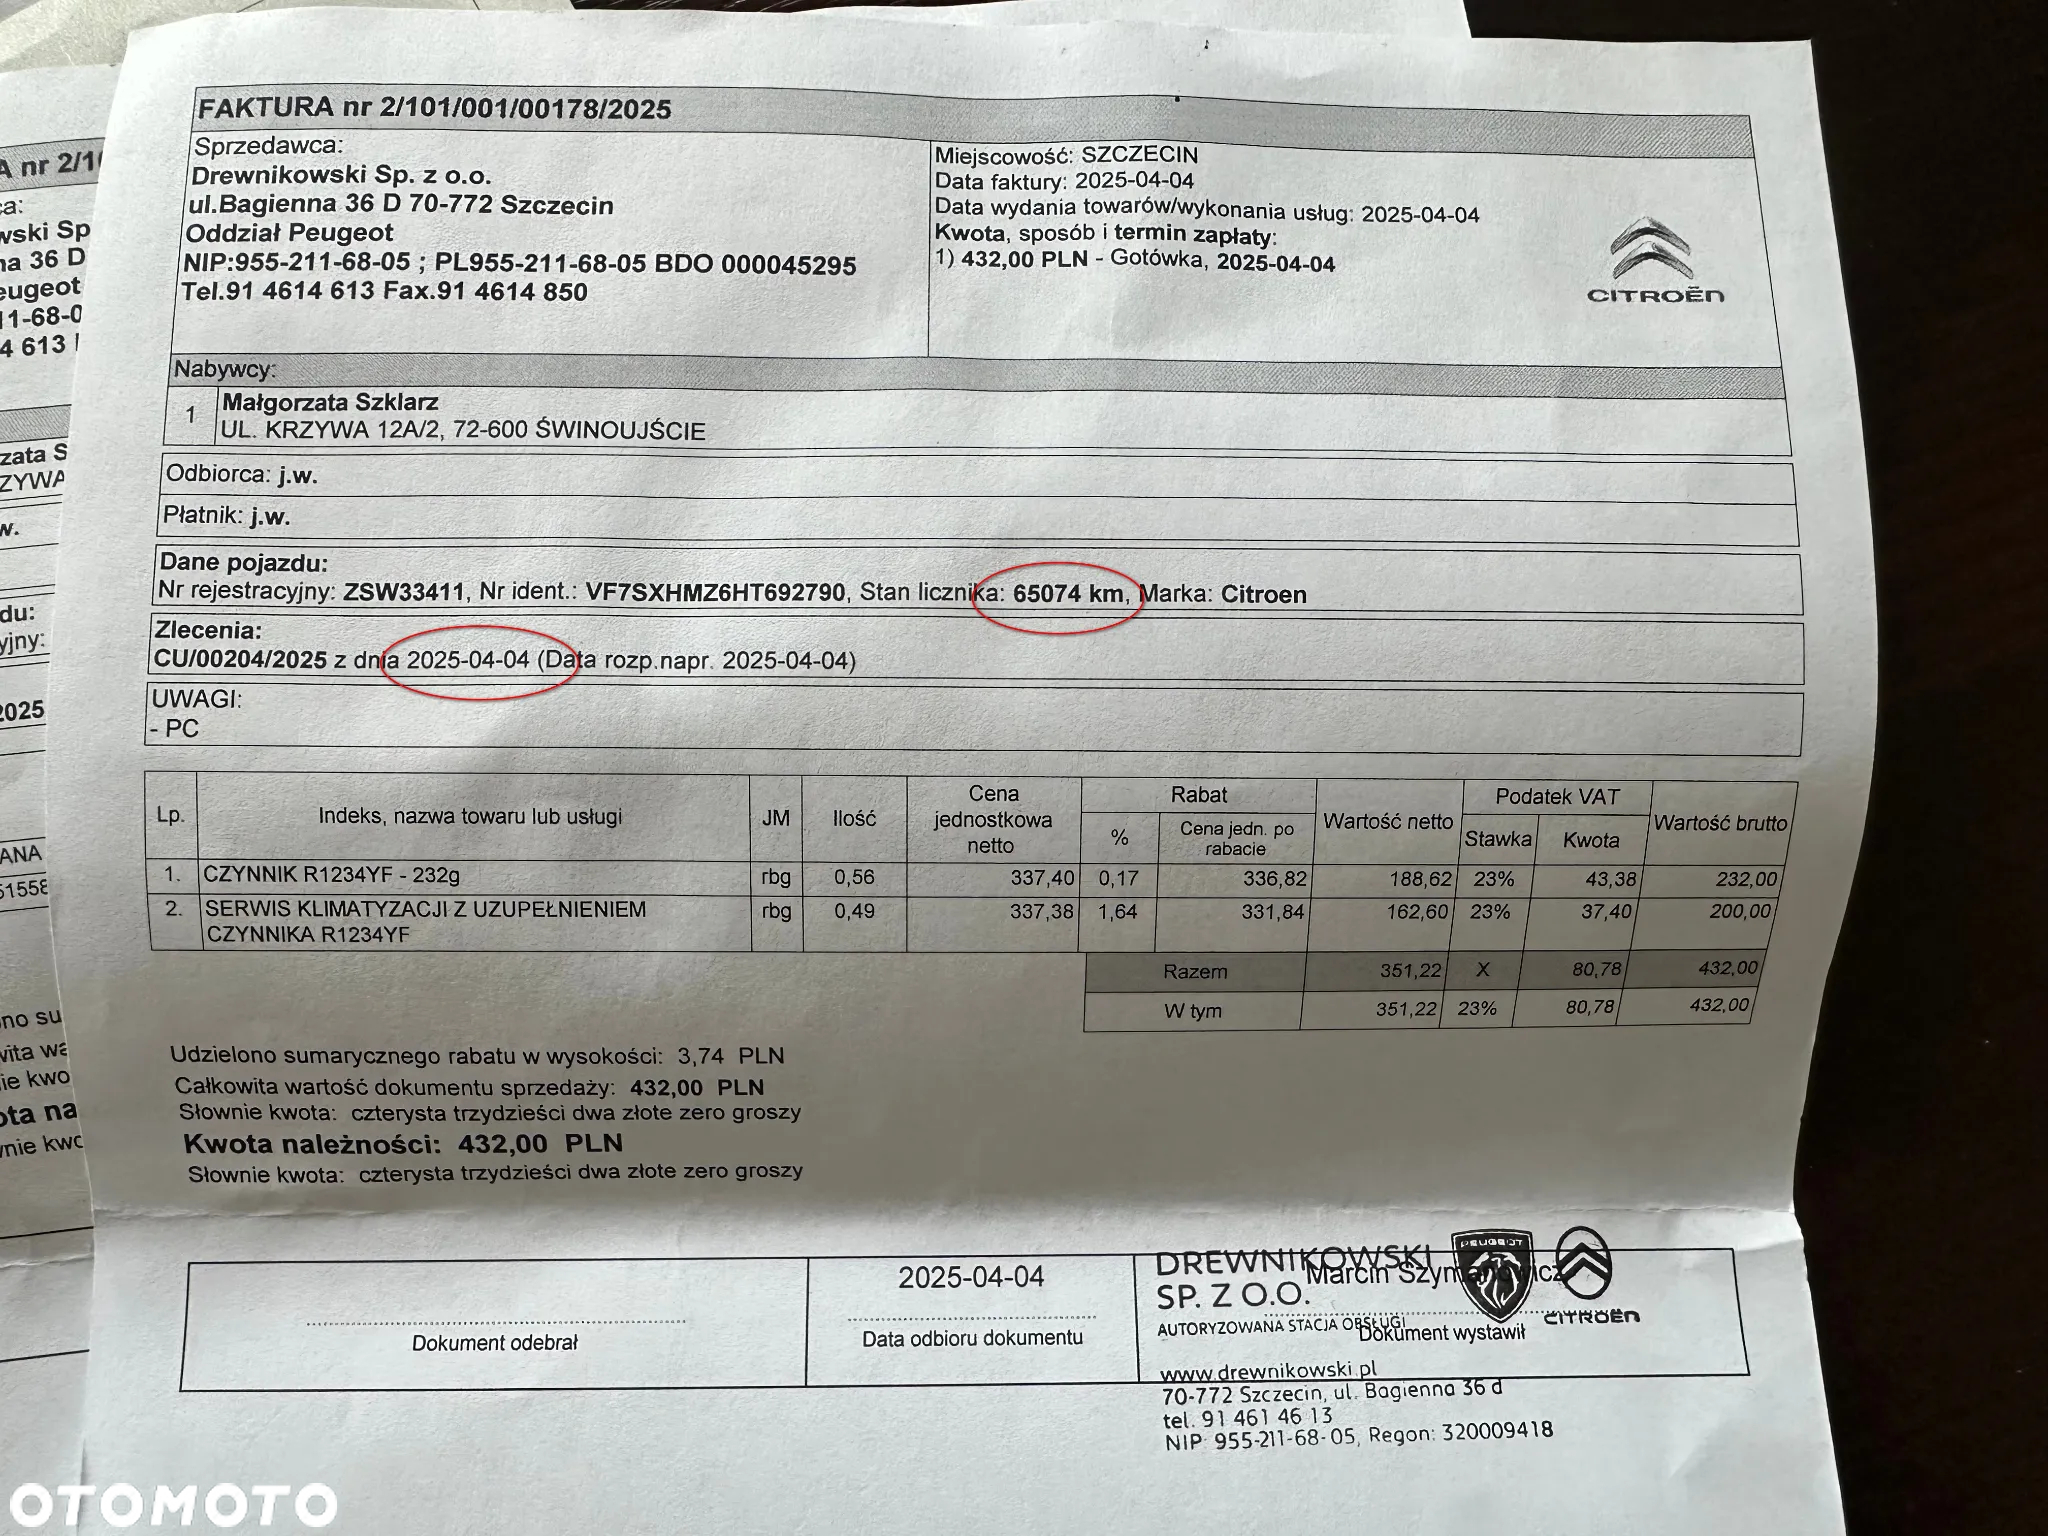 FAKTURA nr 2/101/001/00178/2025
Sprzedawca:
Drewnikowski Sp. z o.o.
ul.Bagienna 36 D 70-772 Szczecin
Oddział Peugeot
NIP:955-211-68-05 ; PL955-211-68-05 BDO 000045295
Tel.91 4614 613 Fax.91 4614 850
Miejscowość: SZCZECIN
Data faktury: 2025-04-04
Data wydania towarów/wykonania usług: 2025-04-04
Kwota, sposób i termin zapłaty:
1) 432,00 PLN - Gotówka, 2025-04-04
CITROËN
Nabywcy:
1
Małgorzata Szklarz
UL. KRZYWA 12A/2, 72-600 ŚWINOUJŚCIE
Odbiorca: j.w.
Płatnik: j.w.
Dane pojazdu:
Nr rejestracyjny: ZSW33411, Nr ident.: VF7SXHMZ6HT692790, Stan licznika: 65074 km, Marka: Citroen
Zlecenia:
CU/00204/2025 z dnia 2025-04-04 (Data rozp.napr. 2025-04-04)
UWAGI:
- PC
Lp. Indeks, nazwa towaru lub usługi JM Ilość Cena jednostkowa netto Rabat % Cena jedn. po rabacie Wartość netto Podatek VAT Stawka Kwota Wartość brutto
1. CZYNNIK R1234YF - 232g rbg 0,56 337,40 0,17 336,82 188,62 23% 43,38 232,00
2. SERWIS KLIMATYZACJI Z UZUPEŁNIENIEM rbg 0,49 337,38 1,64 331,84 162,60 23% 37,40 200,00
CZYNNIKA R1234YF
Razem 351,22 X 80,78 432,00
W tym 351,22 23% 80,78 432,00
Udzielono sumarycznego rabatu w wysokości: 3,74 PLN
Całkowita wartość dokumentu sprzedaży: 432,00 PLN
Słownie kwota: czterysta trzydzieści dwa złote zero groszy
Kwota należności: 432,00 PLN
Słownie kwota: czterysta trzydzieści dwa złote zero groszy
Dokument odebrał
2025-04-04
Data odbioru dokumentu
DREWNIKOWSKI
SP. Z O.O.
Marcin Szymanowicz
PEUGEOT
CITROËN
AUTORYZOWANA STACJA OBSŁUGI
Dokument wystawił
www.drewnikowski.pl
70-772 Szczecin, ul. Bagienna 36 d
tel. 91 461 46 13
NIP 955-211-68-05, Regon: 320009418
OTOMOTO